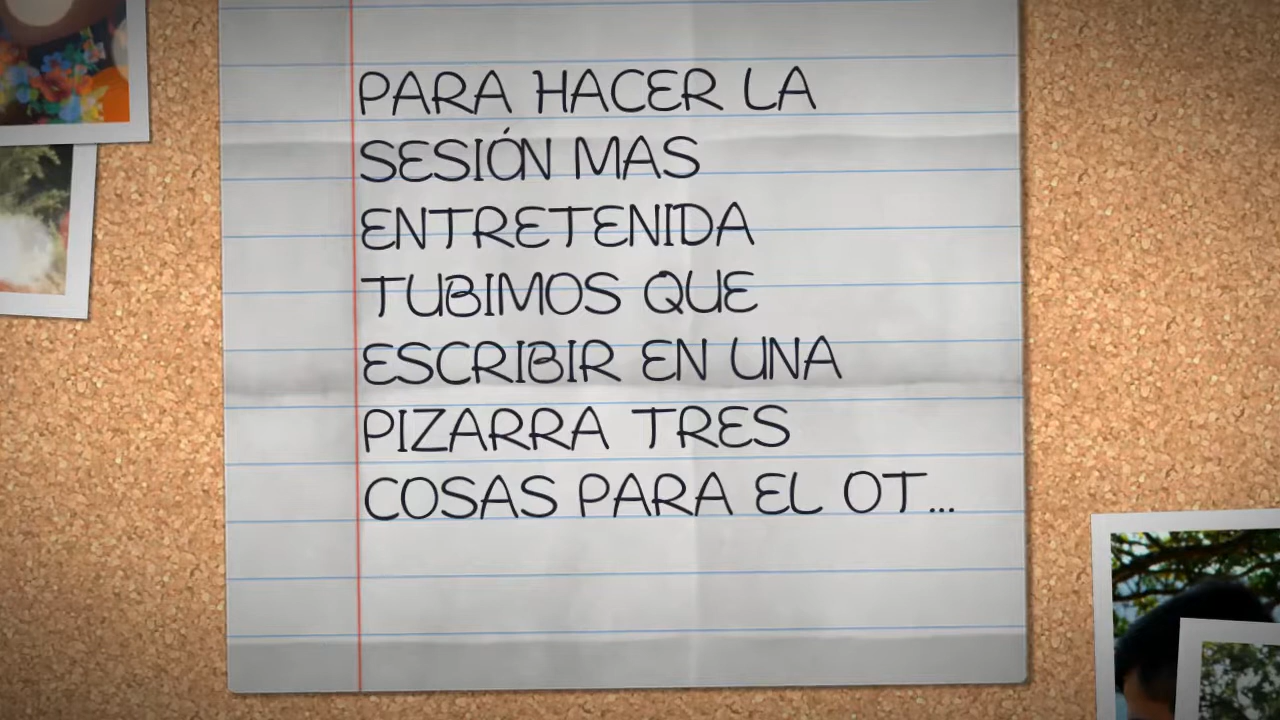 PARA HACER LA
SESIÓN MAS
ENTRETENIDA
TUBIMOS QUE
ESCRIBIR EN UNA
PIZARRA TRES
COSAS PARA EL OT...